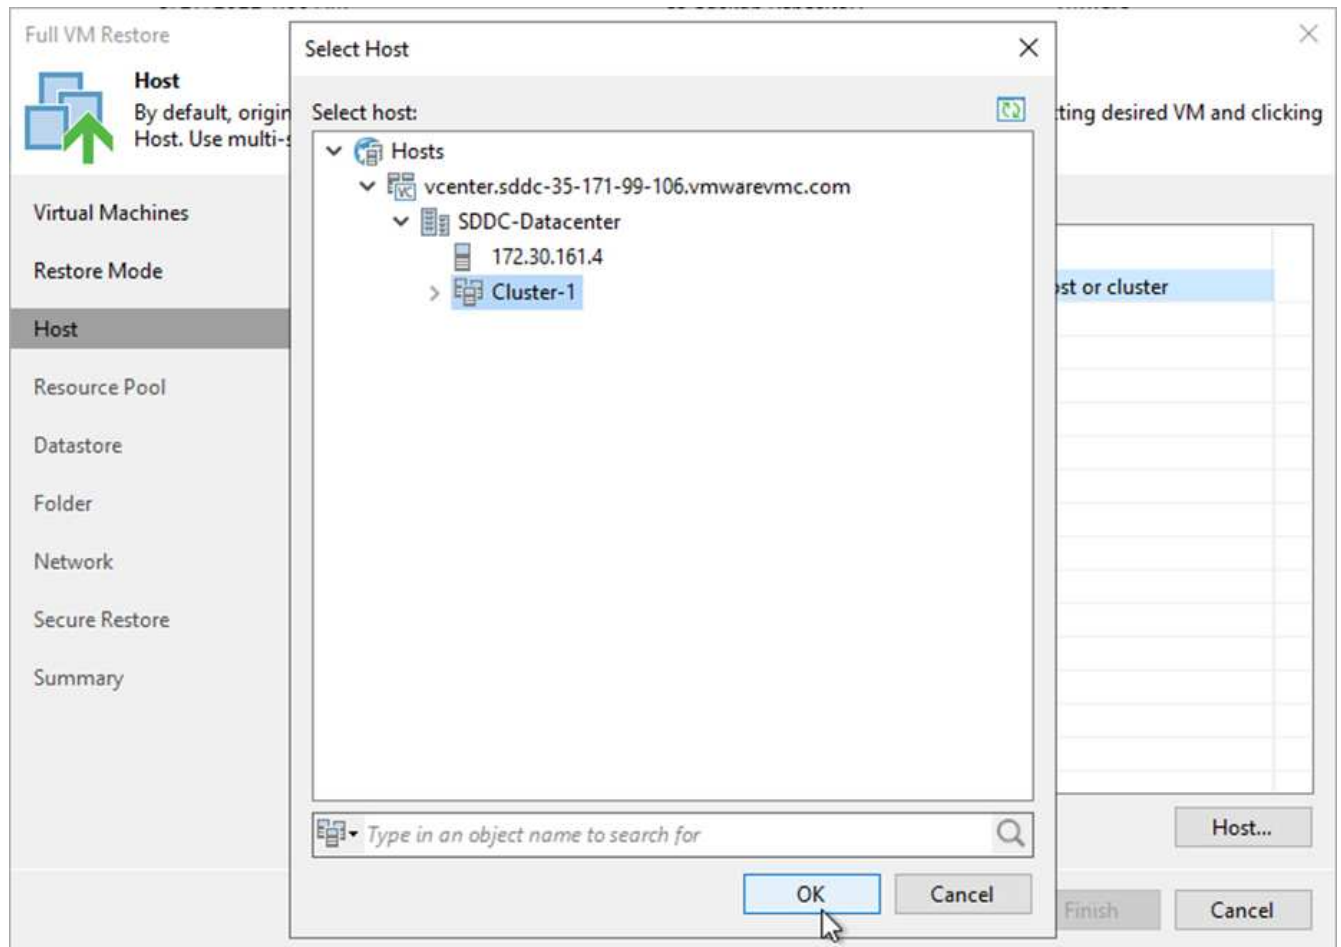 Full VM Restore
Host
By default, origin
Host. Use multi-s
tting desired VM and clicking
Virtual Machines
Restore Mode
Host
Resource Pool
Datastore
Folder
Network
Secure Restore
Summary
Select Host
Select host:
Hosts
vcenter.sddc-35-171-99-106.vmwarevmc.com
SDDC-Datacenter
172.30.161.4
Cluster-1
Type in an object name to search for
OK
Cancel
ost or cluster
Host...
Finish
Cancel